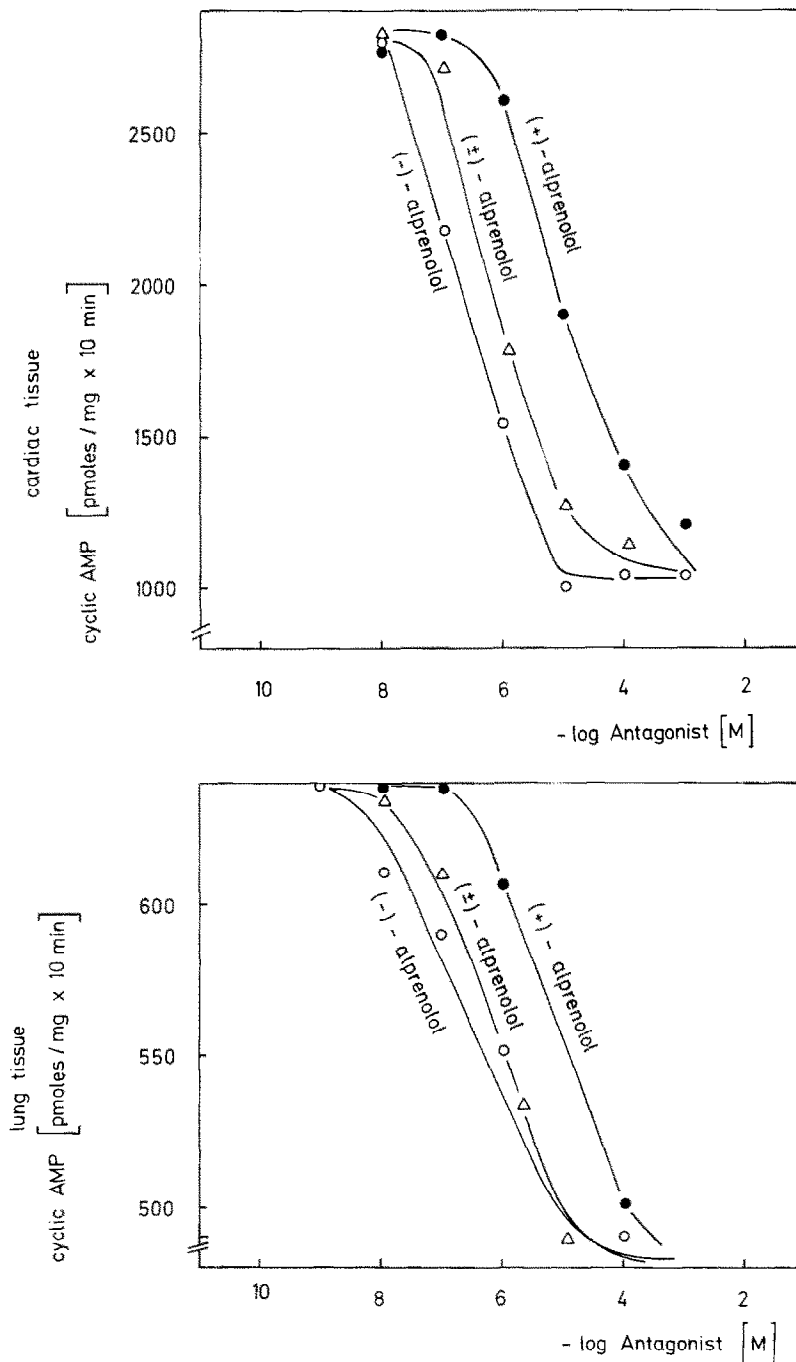 cardiac tissue
cyclic AMP [pmoles / mg x 10 min]
2500
2000
1500
1000
(-) - alprenolol
(±) - alprenolol
(+) - alprenolol
10 8 6 4 2
- log Antagonist [M]
lung tissue
cyclic AMP [pmoles / mg x 10 min]
600
550
500
(-) - alprenolol
(±) - alprenolol
(+) - alprenolol
10 8 6 4 2
- log Antagonist [M]